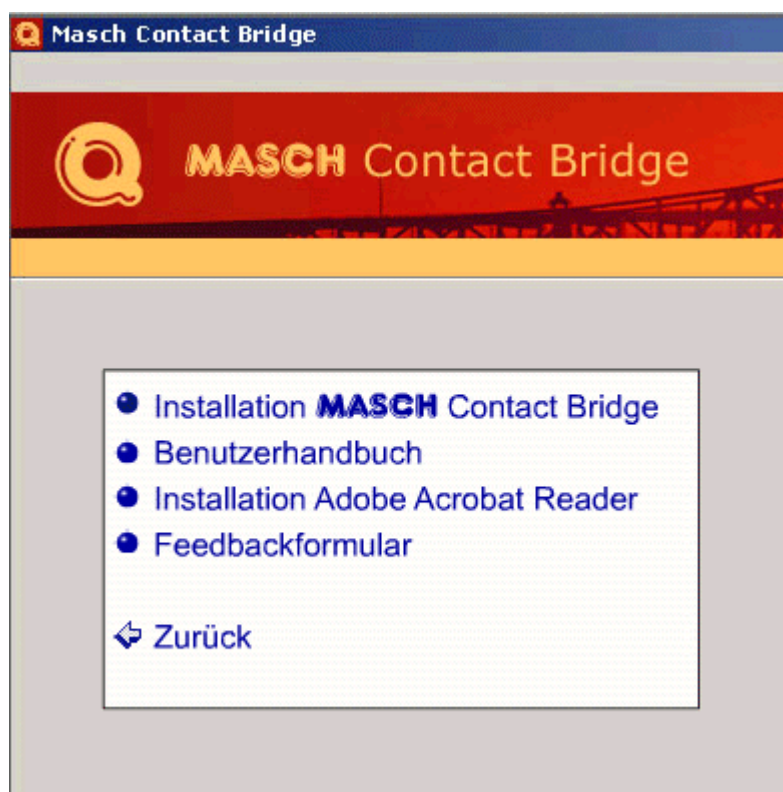 Masch Contact Bridge
MASCH Contact Bridge
Installation MASCH Contact Bridge
Benutzerhandbuch
Installation Adobe Acrobat Reader
Feedbackformular
Zurück